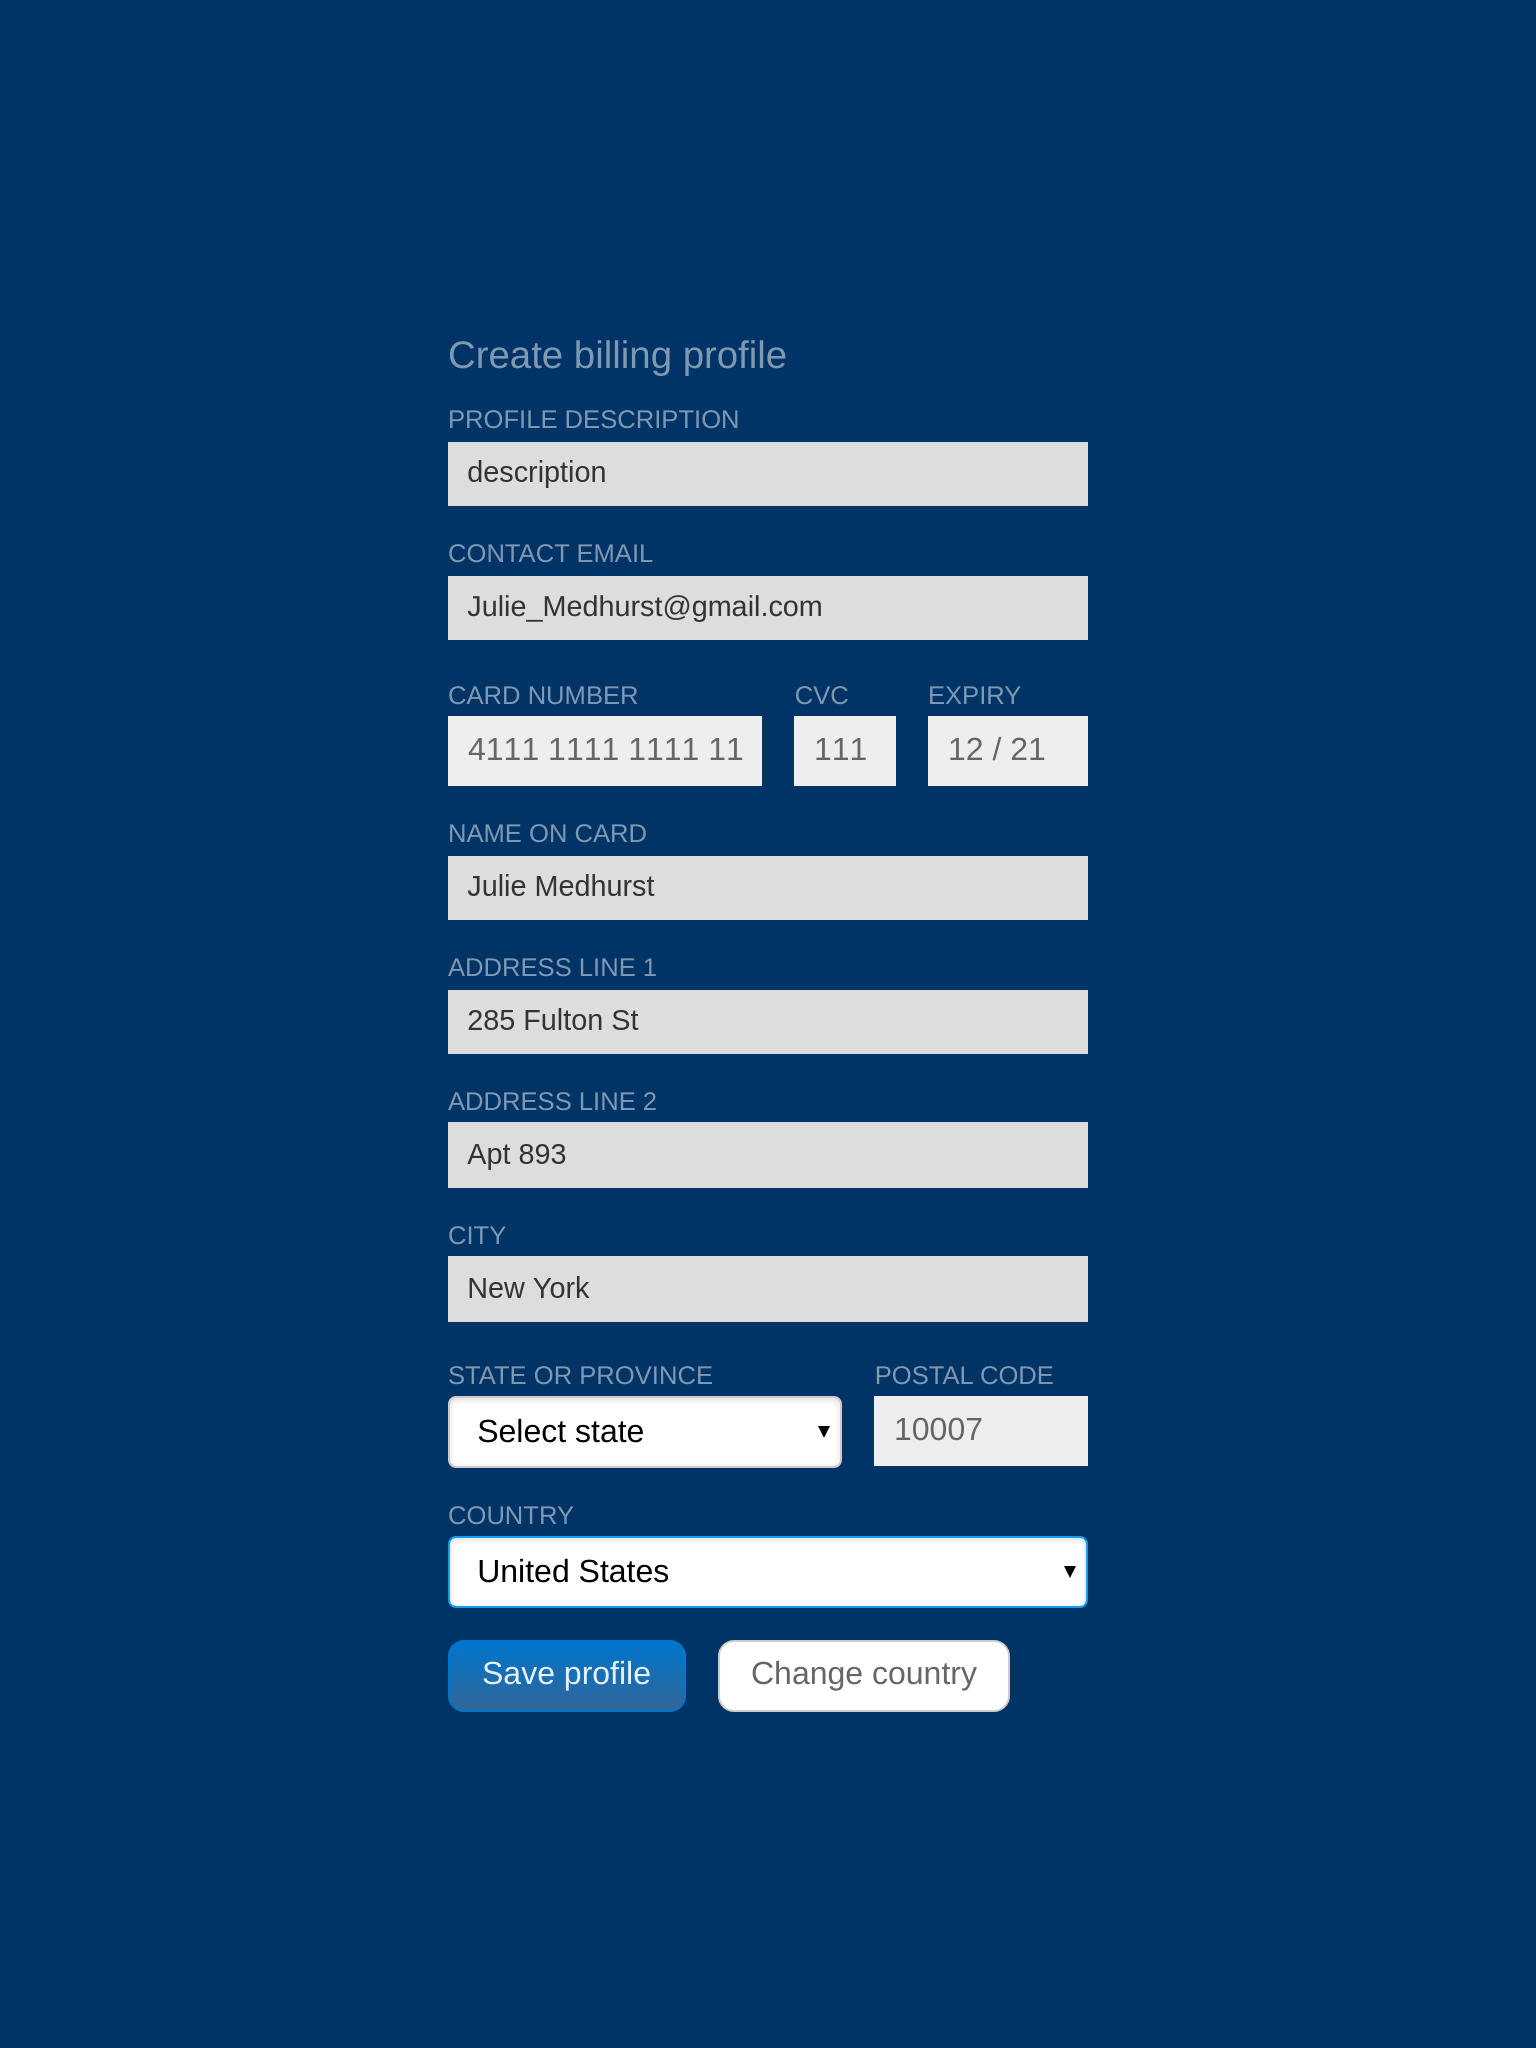 Create billing profile
PROFILE DESCRIPTION
description
CONTACT EMAIL
Julie_Medhurst@gmail.com
CARD NUMBER CVC EXPIRY
4111 1111 1111 11 111 12 / 21
NAME ON CARD
Julie Medhurst
ADDRESS LINE 1
285 Fulton St
ADDRESS LINE 2
Apt 893
CITY
New York
STATE OR PROVINCE POSTAL CODE
Select state 10007
COUNTRY
United States
Save profile Change country